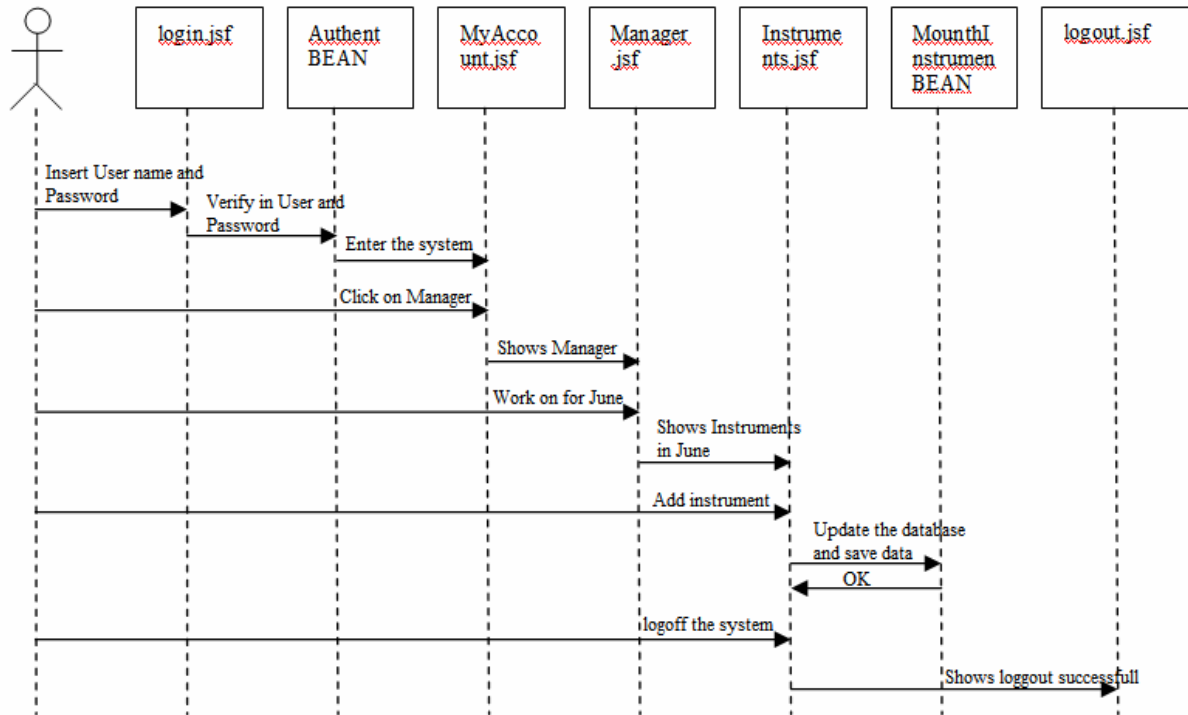 login.jsf
Authent
BEAN
MyAcco
unt.jsf
Manager
.jsf
Instrume
nts.jsf
MounthI
nstrumen
BEAN
logout.jsf
Insert User name and
Password
Verify in User and
Password
Enter the system
Click on Manager
Shows Manager
Work on for June
Shows Instruments
in June
Add instrument
Update the database
and save data
OK
logoff the system
Shows loggout successfull